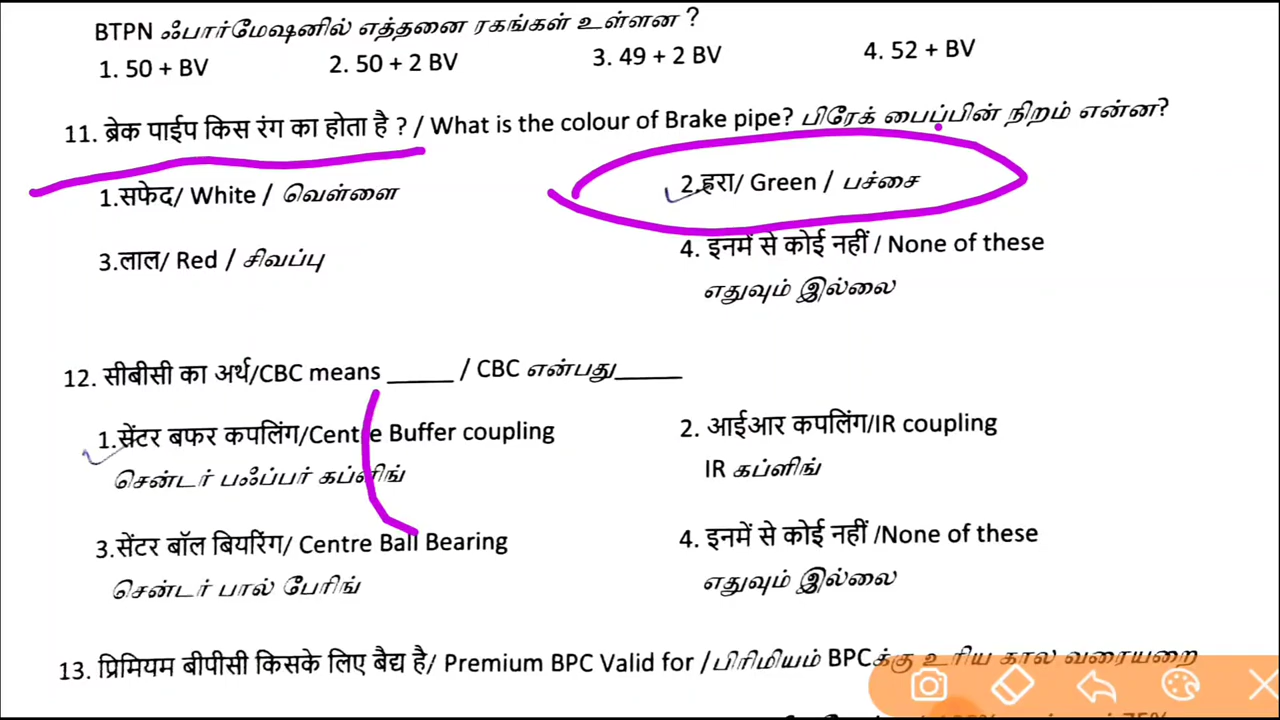 BTPN ஃபார்மேஷனில் எத்தனை ரகங்கள் உள்ளன ?
1. 50 + BV 2. 50 + 2 BV 3. 49 + 2 BV 4. 52 + BV
11. ब्रेक पाईप किस रंग का होता है ? / What is the colour of Brake pipe? பிரேக் பைப்பின் நிறம் என்ன?
1.सफेद/ White / வெள்ளை 2.हरा/ Green / பச்சை
3.लाल/ Red / சிவப்பு 4. इनमें से कोई नहीं / None of these
எதுவும் இல்லை
12. सीबीसी का अर्थ/CBC means _____ / CBC என்பது_____
1.सेंटर बफर कपलिंग/Centre Buffer coupling 2. आईआर कपलिंग/IR coupling
சென்டர் பஃப்பர் கப்ளிங் IR கப்ளிங்
3.सेंटर बॉल बियरिंग/ Centre Ball Bearing 4. इनमें से कोई नहीं /None of these
சென்டர் பால் பேரிங் எதுவும் இல்லை
13. प्रिमियम बीपीसी किसके लिए बैद्य है/ Premium BPC Valid for /பிரிமியம் BPCக்கு உரிய கால வரையறை